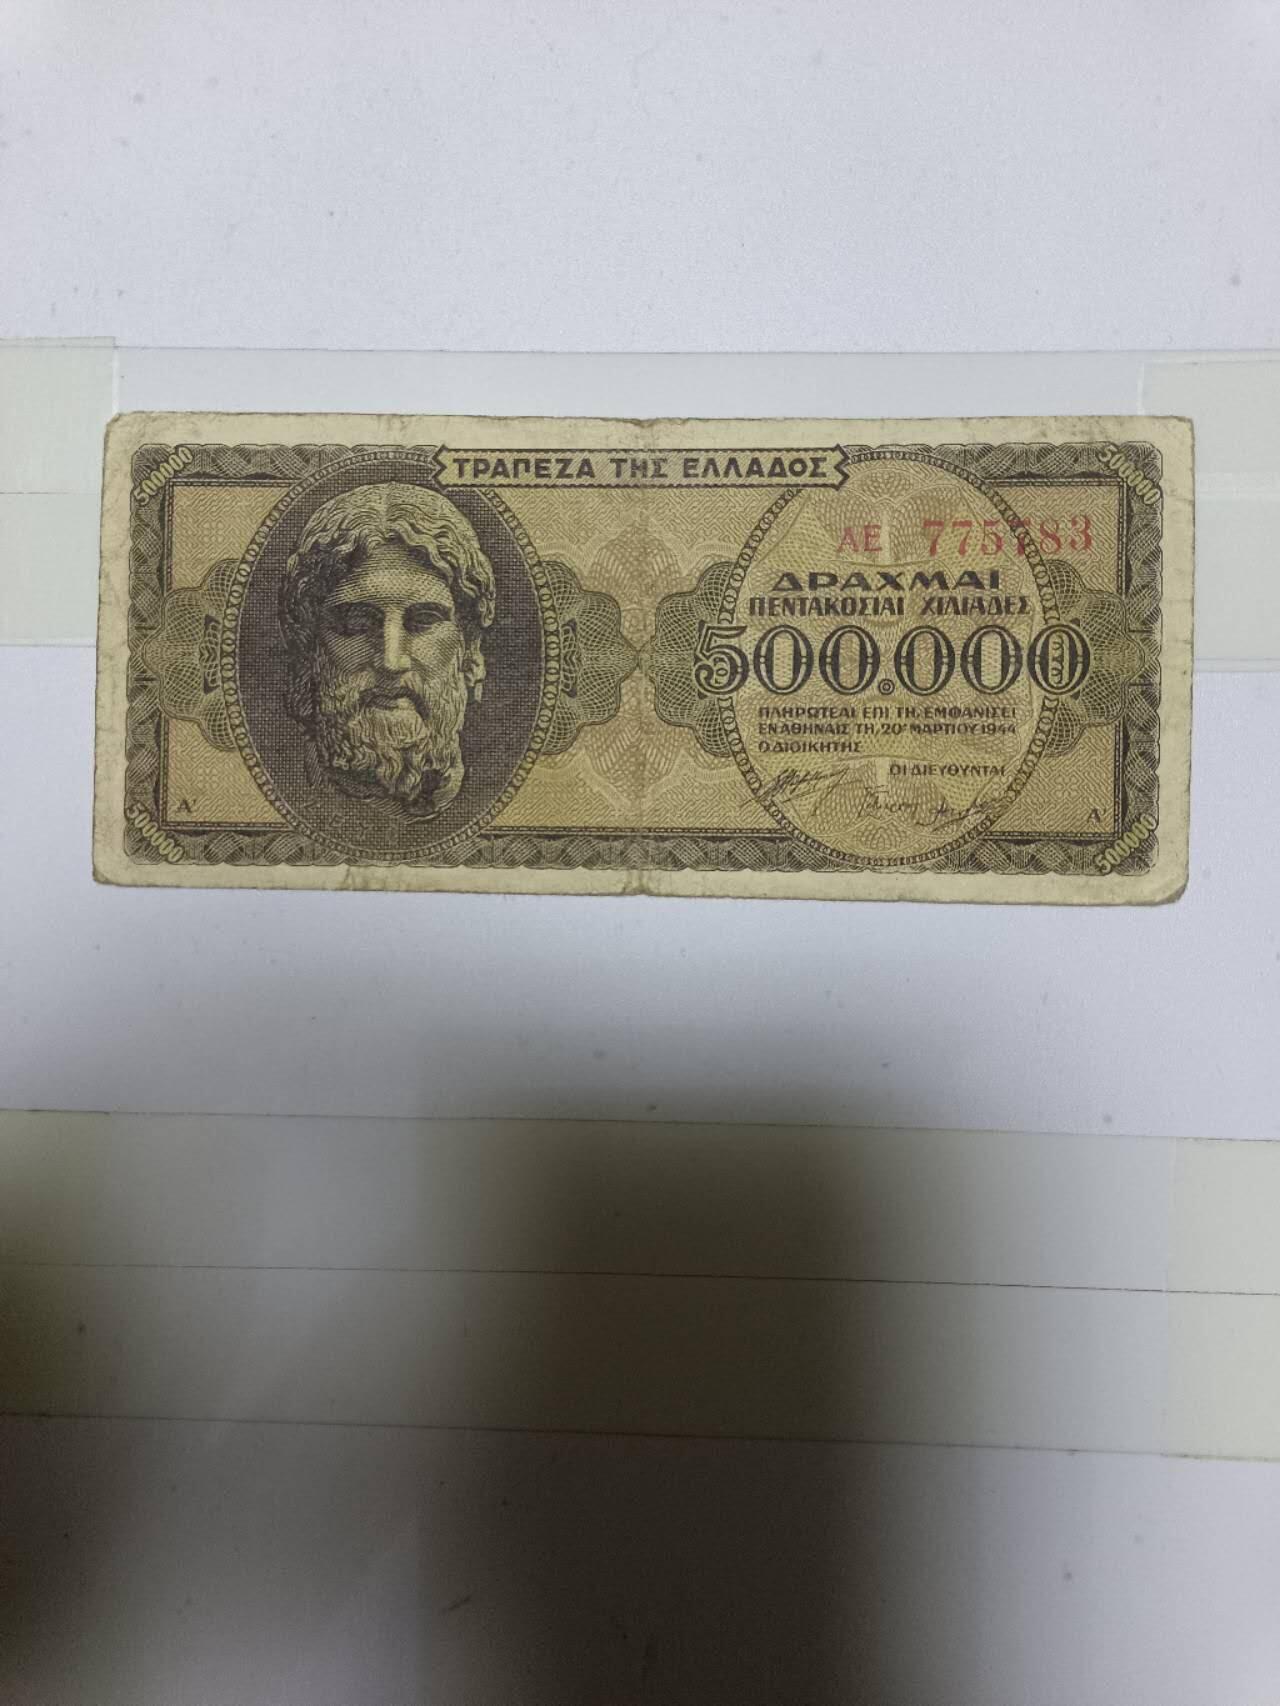 500000
500000
ΤΡΑΠΕΖΑ ΤΗΣ ΕΛΛΑΔΟΣ
ΑΕ 775783
ΔΡΑΧΜΑΙ
ΠΕΝΤΑΚΟΣΙΑΙ ΧΙΛΙΑΔΕΣ
500.000
ΠΛΗΡΩΤΕΑΙ ΕΠΙ ΤΗ ΕΜΦΑΝΙΣΕΙ
ΕΝ ΑΘΗΝΑΙΣ ΤΗ, 20ῌ ΜΑΡΤΙΟΥ 1944
Ο ΔΙΟΙΚΗΤΗΣ
ΟΙ ΔΙΕΥΘΥΝΤΑΙ
Α'
Α'
500000
500000